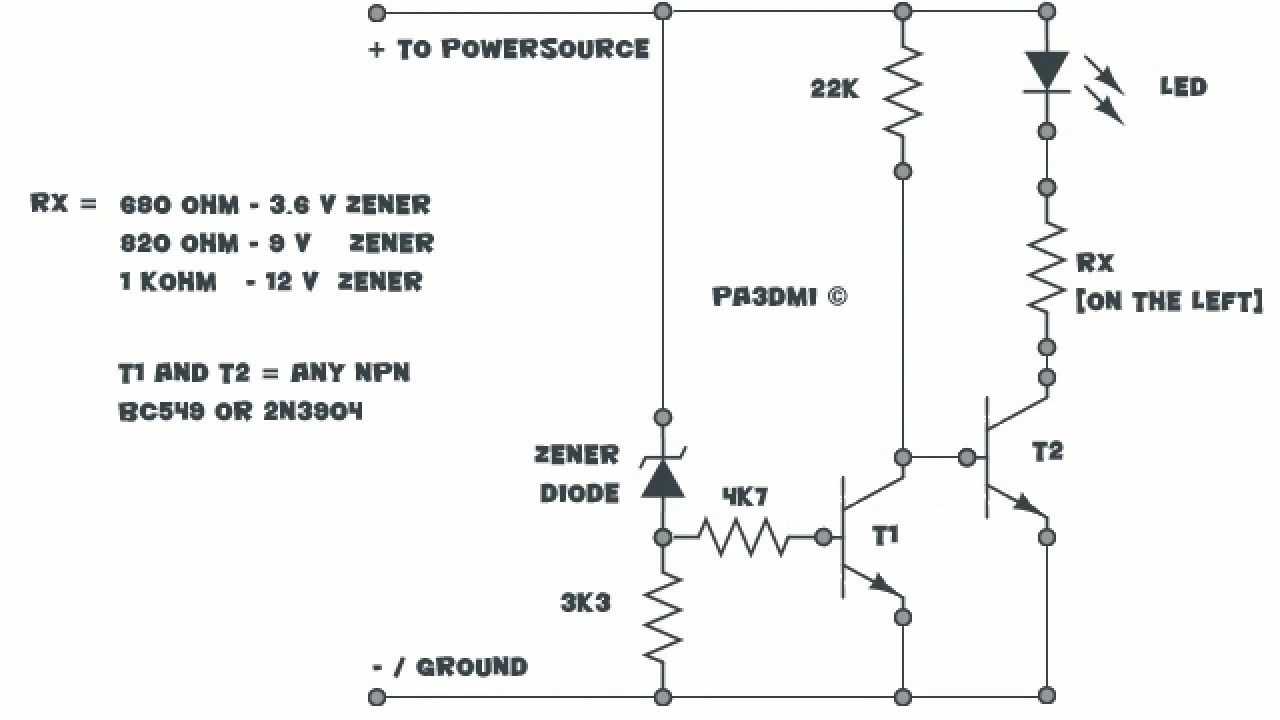 + TO POWERSOURCE
22K
LED
RX = 680 OHM - 3.6 V ZENER
820 OHM - 9 V ZENER
1 KOHM - 12 V ZENER
RX
[ON THE LEFT]
PA3DMI ©
T1 AND T2 = ANY NPN
BC549 OR 2N3904
ZENER
DIODE
4K7
T2
T1
3K3
- / GROUND